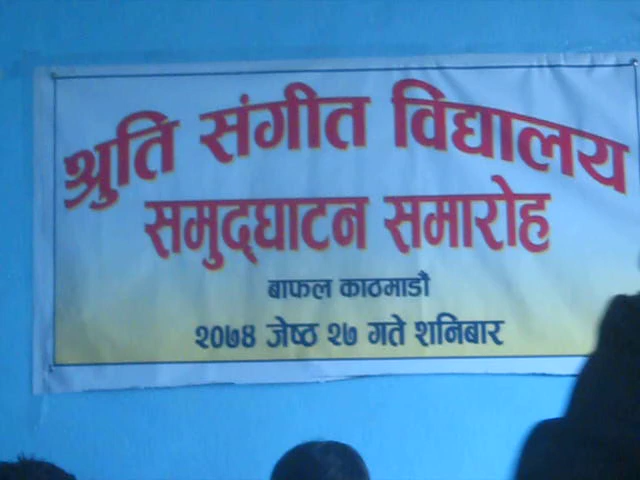 श्रुति संगीत विद्यालय
समुद्घाटन समारोह
बाफल काठमाडौ
२०७४ जेष्ठ २७ गते शनिबार